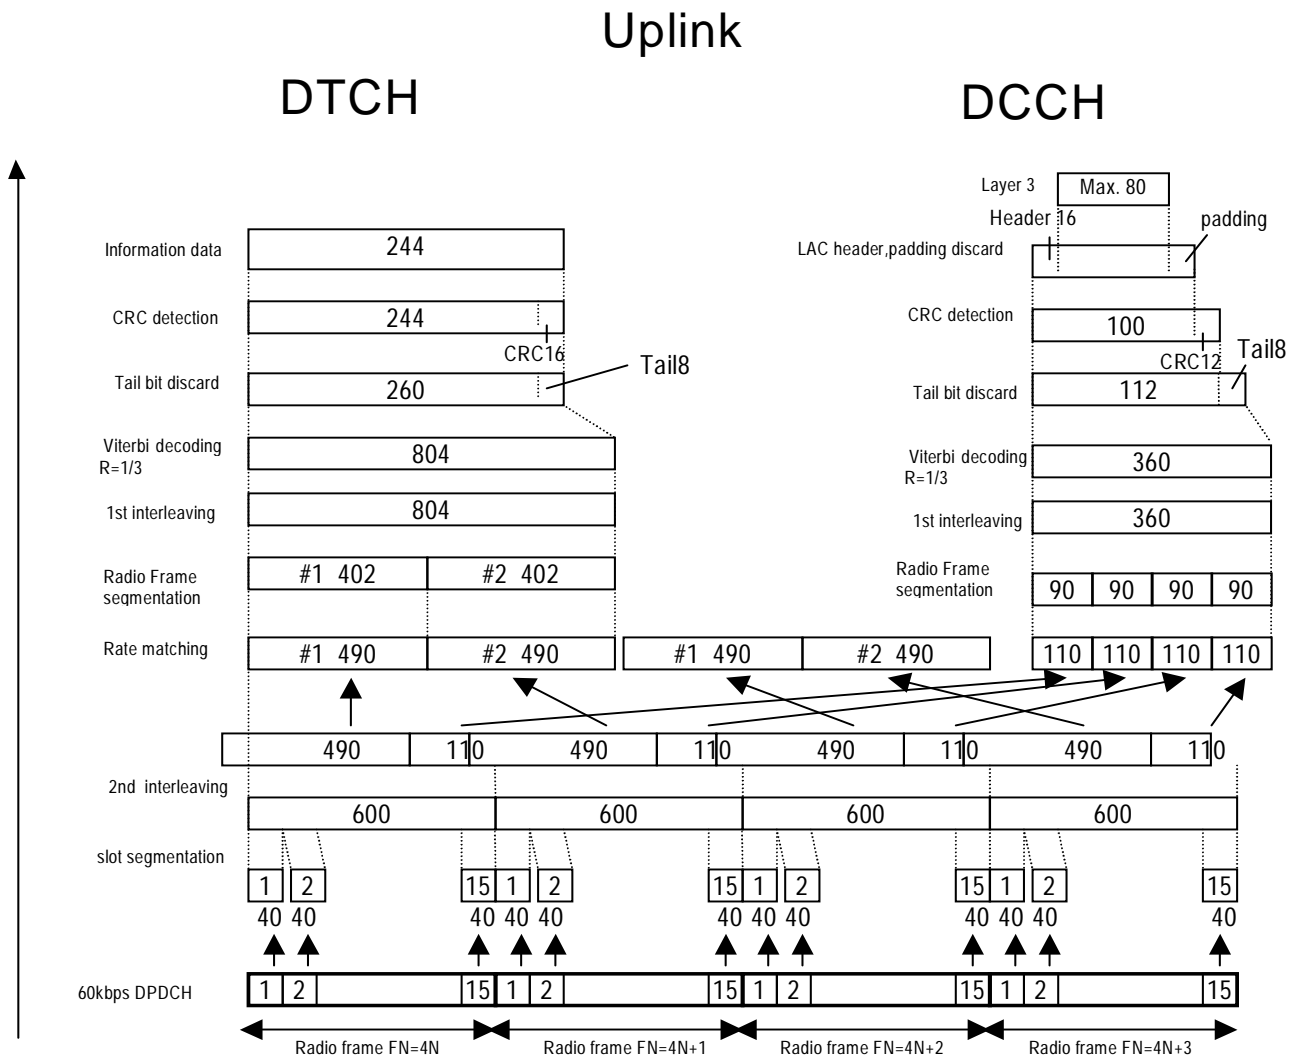 Uplink
DTCH
DCCH
Layer 3
Max. 80
Header 16
padding
Information data
244
LAC header,padding discard
CRC detection
244
CRC16
CRC detection
100
CRC12
Tail8
Tail bit discard
260
Tail8
Tail bit discard
112
Viterbi decoding
R=1/3
804
Viterbi decoding
R=1/3
360
1st interleaving
804
1st interleaving
360
Radio Frame
segmentation
#1 402
#2 402
Radio Frame
segmentation
90 90 90 90
Rate matching
#1 490
#2 490
#1 490
#2 490
110 110 110 110
490 110 490 110 490 110 490 110
2nd interleaving
600 600 600 600
slot segmentation
1 2 15 1 2 15 1 2 15 1 2 15
40 40 40 40 40 40 40 40 40 40 40 40
60kbps DPDCH
1 2 15 1 2 15 1 2 15 1 2 15
Radio frame FN=4N
Radio frame FN=4N+1
Radio frame FN=4N+2
Radio frame FN=4N+3